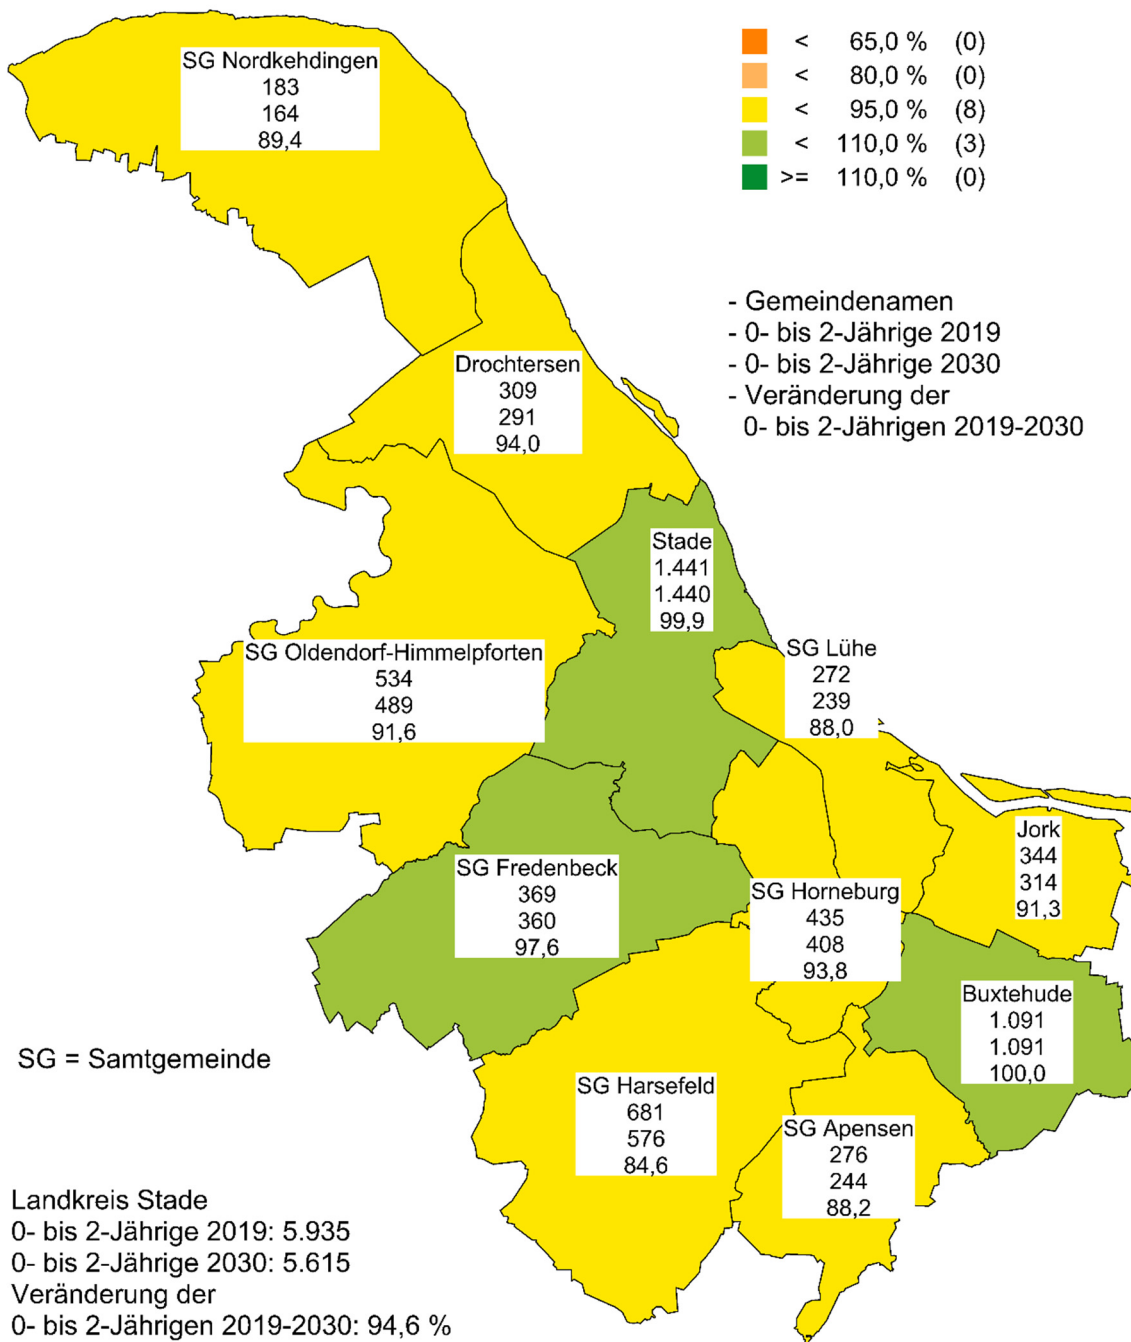 SG Nordkehdingen
183
164
89,4
< 65,0 % (0)
< 80,0 % (0)
< 95,0 % (8)
< 110,0 % (3)
>= 110,0 % (0)
- Gemeindenamen
- 0- bis 2-Jährige 2019
- 0- bis 2-Jährige 2030
- Veränderung der
0- bis 2-Jährigen 2019-2030
Drochtersen
309
291
94,0
Stade
1.441
1.440
99,9
SG Oldendorf-Himmelpforten
534
489
91,6
SG Lühe
272
239
88,0
Jork
344
314
91,3
SG Fredenbeck
369
360
97,6
SG Horneburg
435
408
93,8
Buxtehude
1.091
1.091
100,0
SG = Samtgemeinde
SG Harsefeld
681
576
84,6
SG Apensen
276
244
88,2
Landkreis Stade
0- bis 2-Jährige 2019: 5.935
0- bis 2-Jährige 2030: 5.615
Veränderung der
0- bis 2-Jährigen 2019-2030: 94,6 %